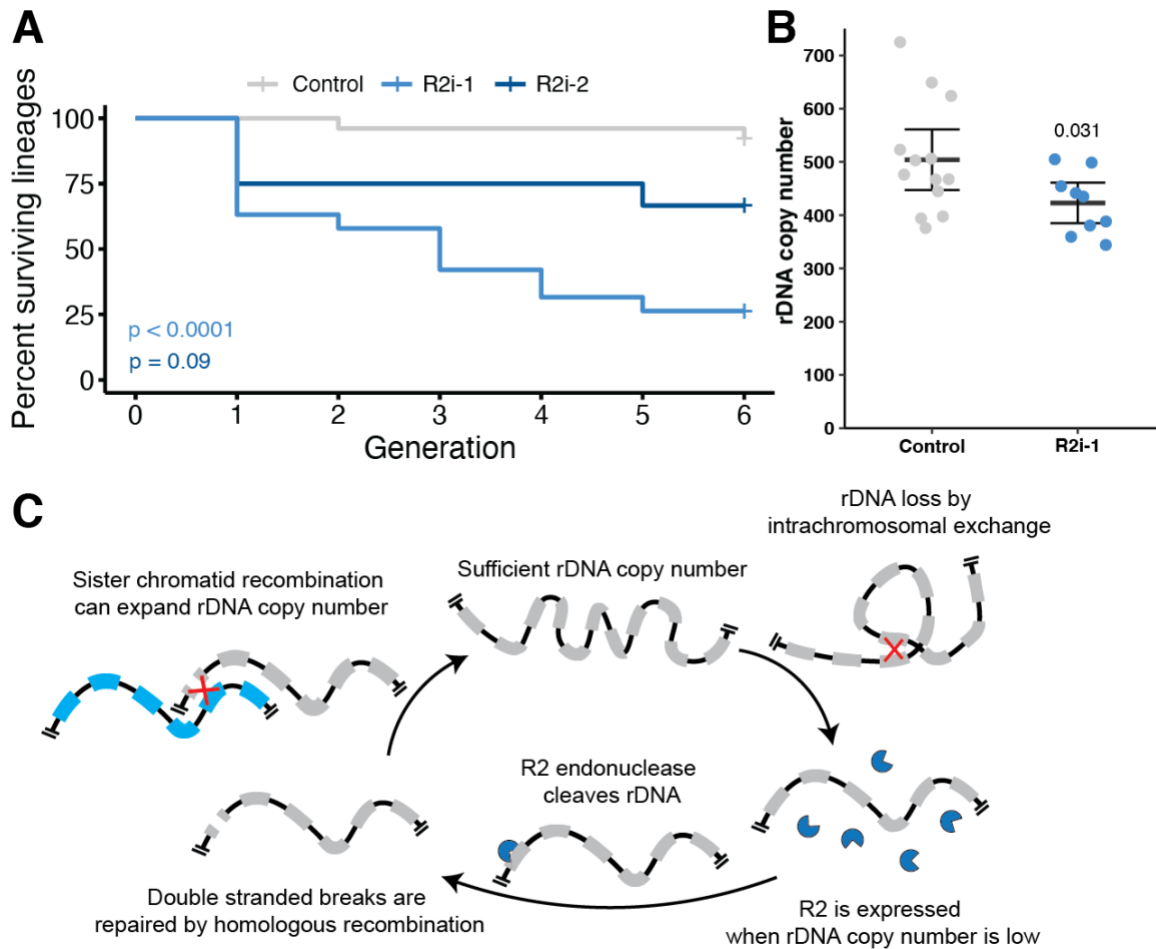 A
Control R2i-1 R2i-2
Percent surviving lineages
100
75
50
25
0
p < 0.0001
p = 0.09
0 1 2 3 4 5 6
Generation
B
rDNA copy number
700
600
500
400
300
200
100
0
0.031
Control R2i-1
C
Sister chromatid recombination
can expand rDNA copy number
Sufficient rDNA copy number
rDNA loss by
intrachromosomal exchange
R2 endonuclease
cleaves rDNA
Double stranded breaks are
repaired by homologous recombination
R2 is expressed
when rDNA copy number is low